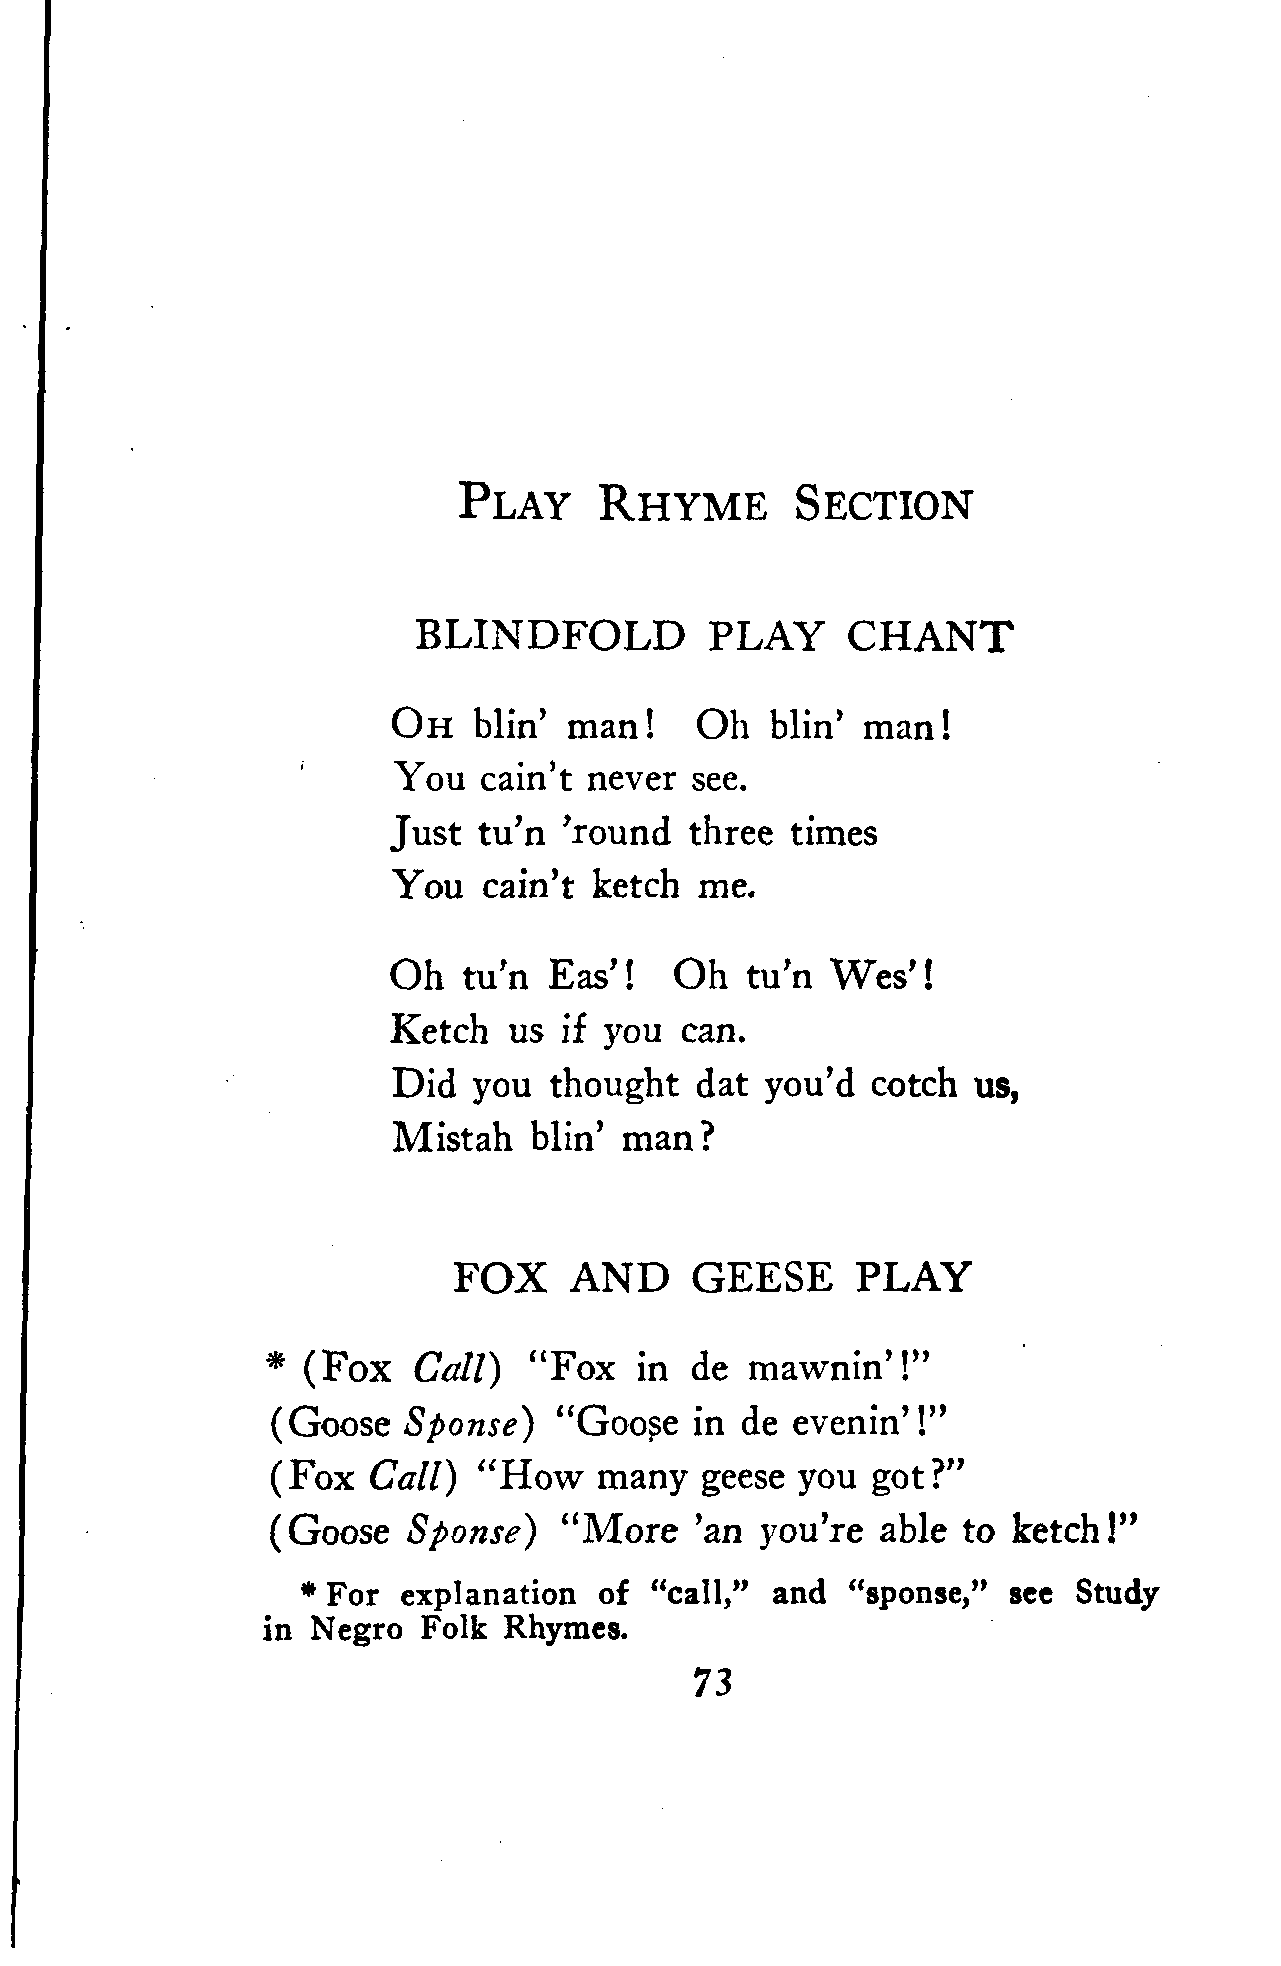 PLAY RHYME SECTION
BLINDFOLD PLAY CHANT
OH blin' man! Oh blin' man!
You cain't never see.
Just tu'n 'round three times
You cain't ketch me.
Oh tu'n Eas'! Oh tu'n Wes'!
Ketch us if you can.
Did you thought dat you'd cotch us,
Mistah blin' man?
FOX AND GEESE PLAY
* (Fox Call) “Fox in de mawnin'!”
(Goose Sponse) “Goose in de evenin'!”
(Fox Call) “How many geese you got?”
(Goose Sponse) “More 'an you're able to ketch!”
* For explanation of “call,” and “sponse,” see Study
in Negro Folk Rhymes.
73